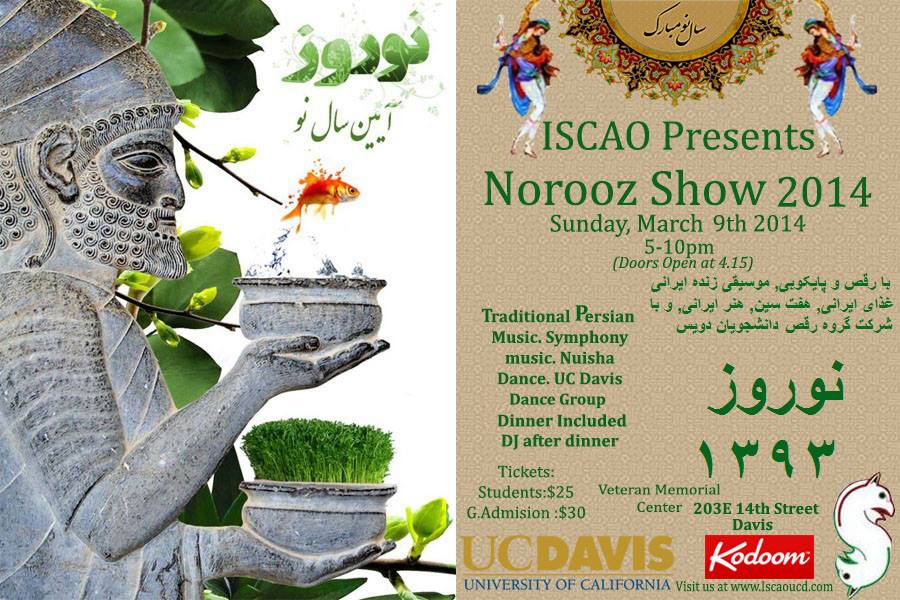 نوروز
آیین سال نو
سال نو مبارک
ISCAO Presents
Norooz Show 2014
Sunday, March 9th 2014
5-10pm
(Doors Open at 4.15)
با رقص و پایکوبی, موسیقی زنده ایرانی
غذای ایرانی, هفت سین, هنر ایرانی, و با
شرکت گروه رقص دانشجویان دویس
Traditional Persian
Music. Symphony
music. Nuisha
Dance. UC Davis
Dance Group
Dinner Included
DJ after dinner
نوروز
۱۳۹۳
Tickets:
Students:$25
G.Admision :$30
Veteran Memorial
Center 203E 14th Street
Davis
UCDAVIS
UNIVERSITY OF CALIFORNIA
Kodoom
Visit us at www.Iscaoucd.com